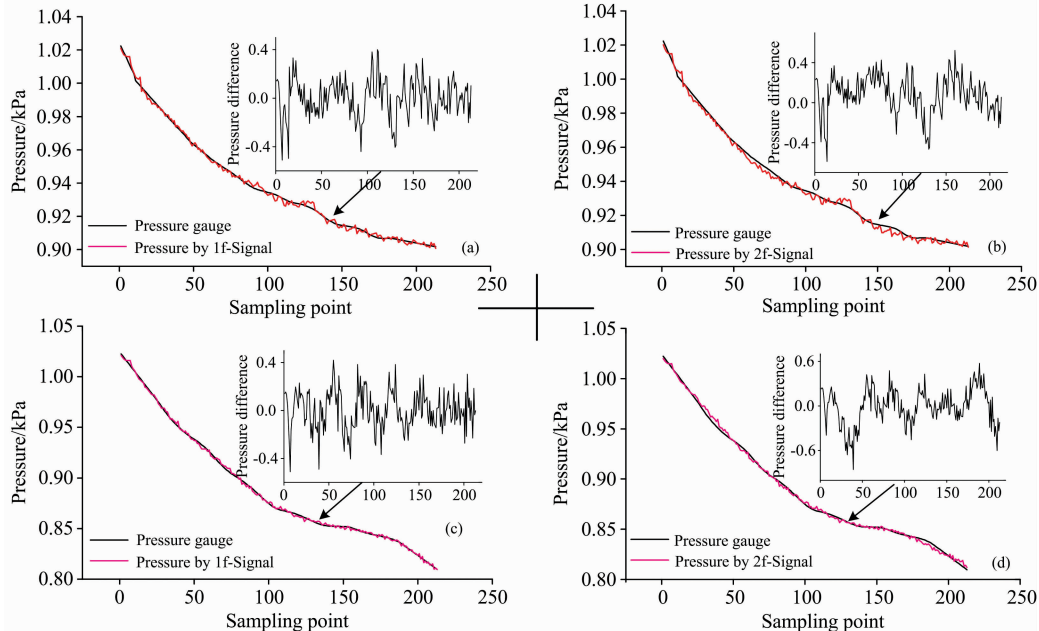 1.04
1.02
1.00
0.98
0.96
0.94
0.92
0.90
Pressure/kPa
0 50 100 150 200 250
Sampling point
0.4
0.0
-0.4
Pressure difference
0 50 100 150 200
Pressure gauge
Pressure by 1f-Signal
(a)
1.04
1.02
1.00
0.98
0.96
0.94
0.92
0.90
Pressure/kPa
0 50 100 150 200 250
Sampling point
0.4
0.0
-0.4
Pressure difference
0 50 100 150 200
Pressure gauge
Pressure by 2f-Signal
(b)
1.05
1.00
0.95
0.90
0.85
0.80
Pressure/kPa
0 50 100 150 200 250
Sampling point
0.4
0.0
-0.4
Pressure difference
0 50 100 150 200
Pressure gauge
Pressure by 1f-Signal
(c)
1.05
1.00
0.95
0.90
0.85
0.80
Pressure/kPa
0 50 100 150 200 250
Sampling point
0.6
0.0
-0.6
Pressure difference
0 50 100 150 200
Pressure gauge
Pressure by 2f-Signal
(d)